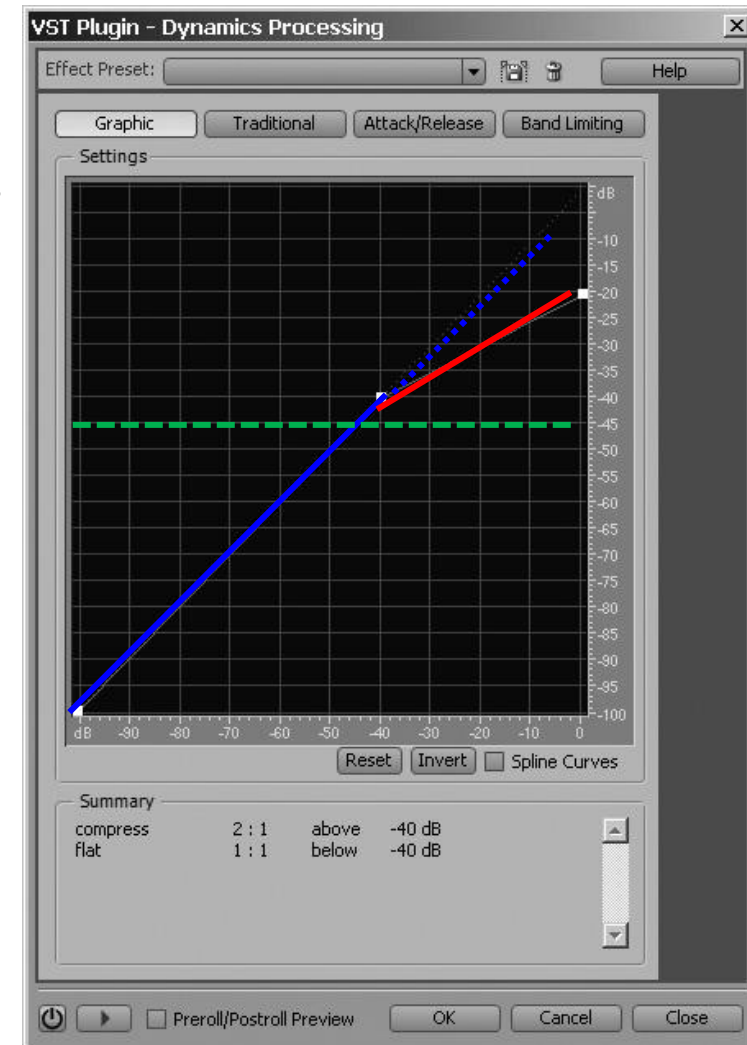 VST Plugin - Dynamics Processing
Effect Preset: Help
Graphic Traditional Attack/Release Band Limiting
Settings
dB
-10
-15
-20
-25
-30
-35
-40
-45
-50
-55
-60
-65
-70
-75
-80
-85
-90
-95
-100
dB -90 -80 -70 -60 -50 -40 -30 -20 -10 0
Reset Invert Spline Curves
Summary
compress 2 : 1 above -40 dB
flat 1 : 1 below -40 dB
Preroll/Postroll Preview OK Cancel Close